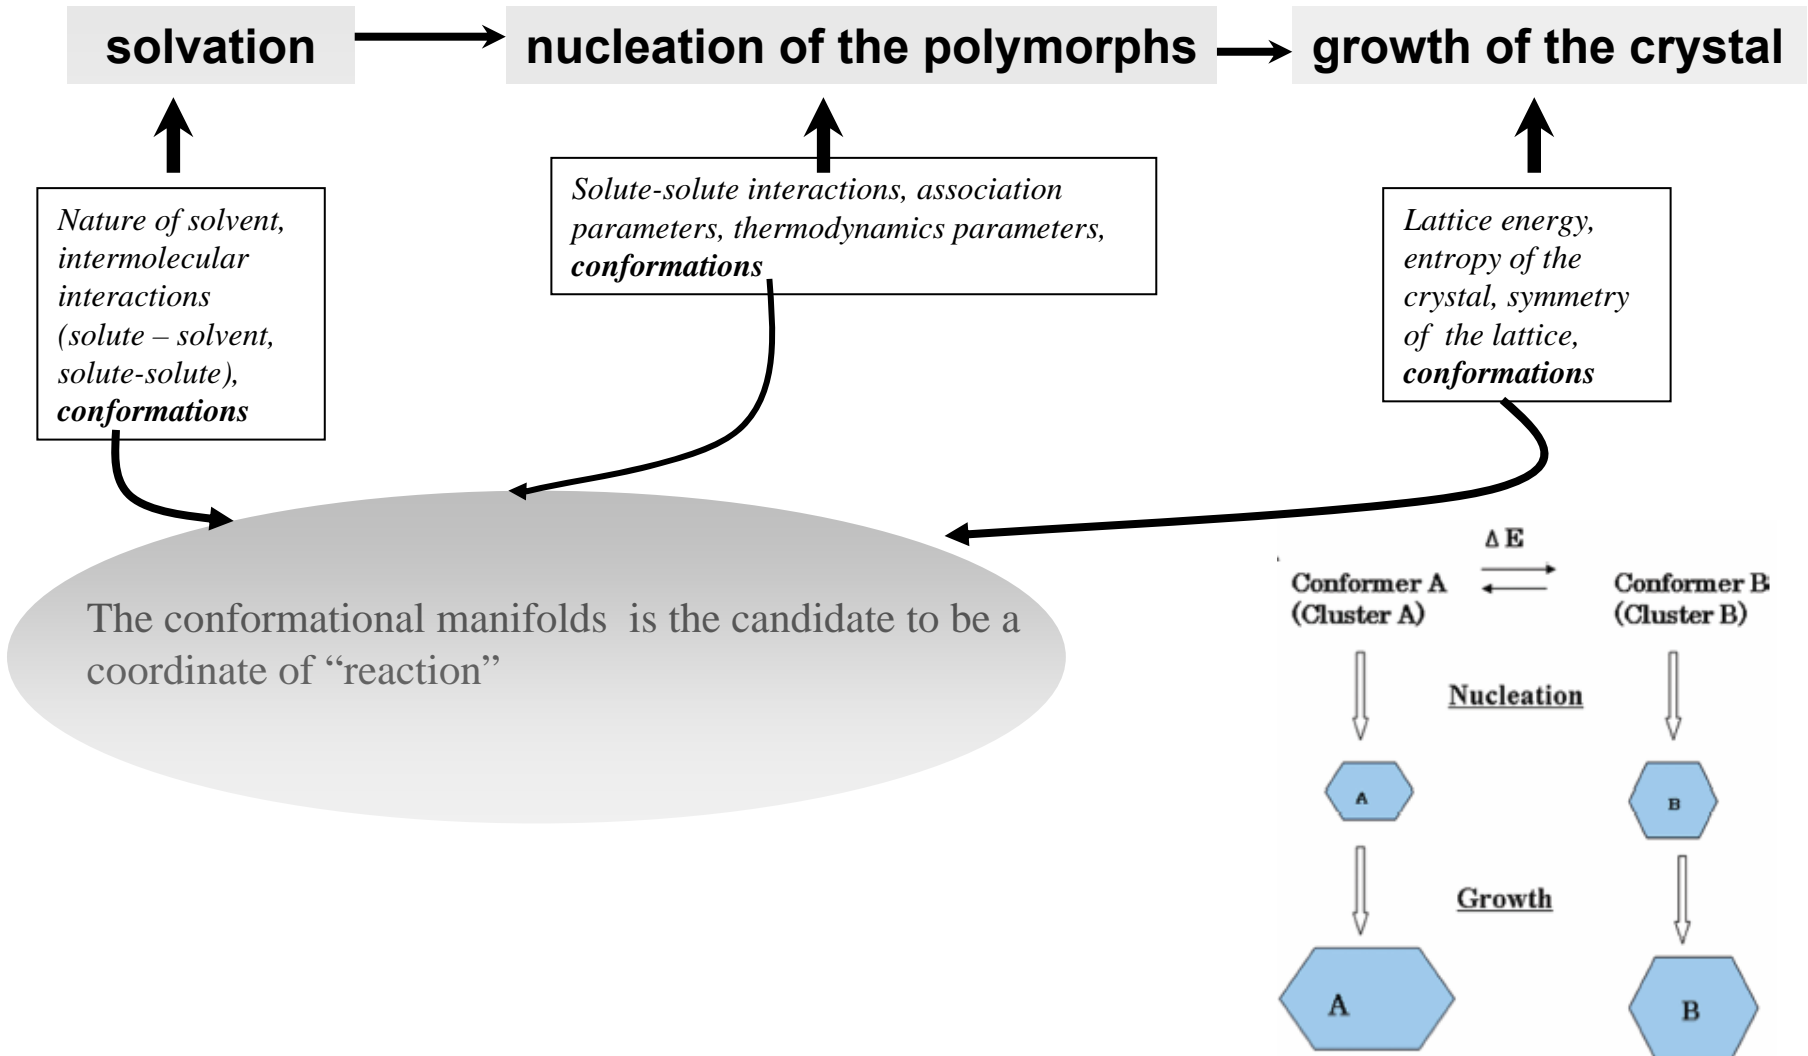 solvation
nucleation of the polymorphs
growth of the crystal
Nature of solvent,
intermolecular
interactions
(solute – solvent,
solute-solute),
conformations
Solute-solute interactions, association
parameters, thermodynamics parameters,
conformations
Lattice energy,
entropy of the
crystal, symmetry
of the lattice,
conformations
The conformational manifolds is the candidate to be a
coordinate of “reaction”
Δ E
Conformer A
(Cluster A)
Conformer B
(Cluster B)
Nucleation
A
B
Growth
A
B